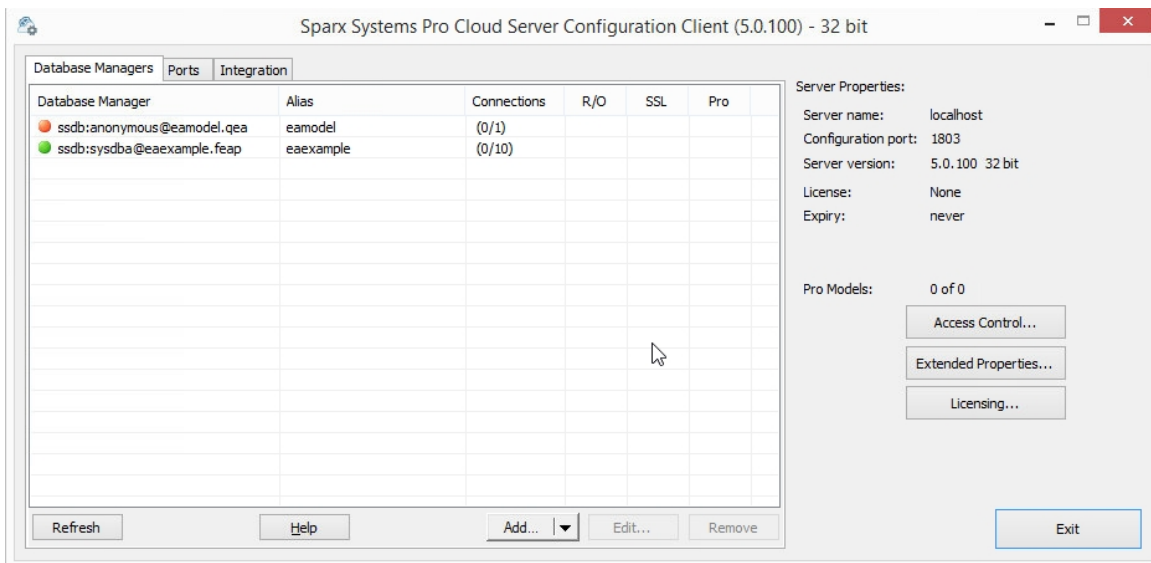 Sparx Systems Pro Cloud Server Configuration Client (5.0.100) - 32 bit
Database Managers Ports Integration
Database Manager Alias Connections R/O SSL Pro
ssdb:anonymous@eamodel.qea eamodel (0/1)
ssdb:sysdba@eaexample.feap eaexample (0/10)
Refresh Help Add... Edit... Remove
Server Properties:
Server name: localhost
Configuration port: 1803
Server version: 5.0.100 32 bit
License: None
Expiry: never
Pro Models: 0 of 0
Access Control...
Extended Properties...
Licensing...
Exit